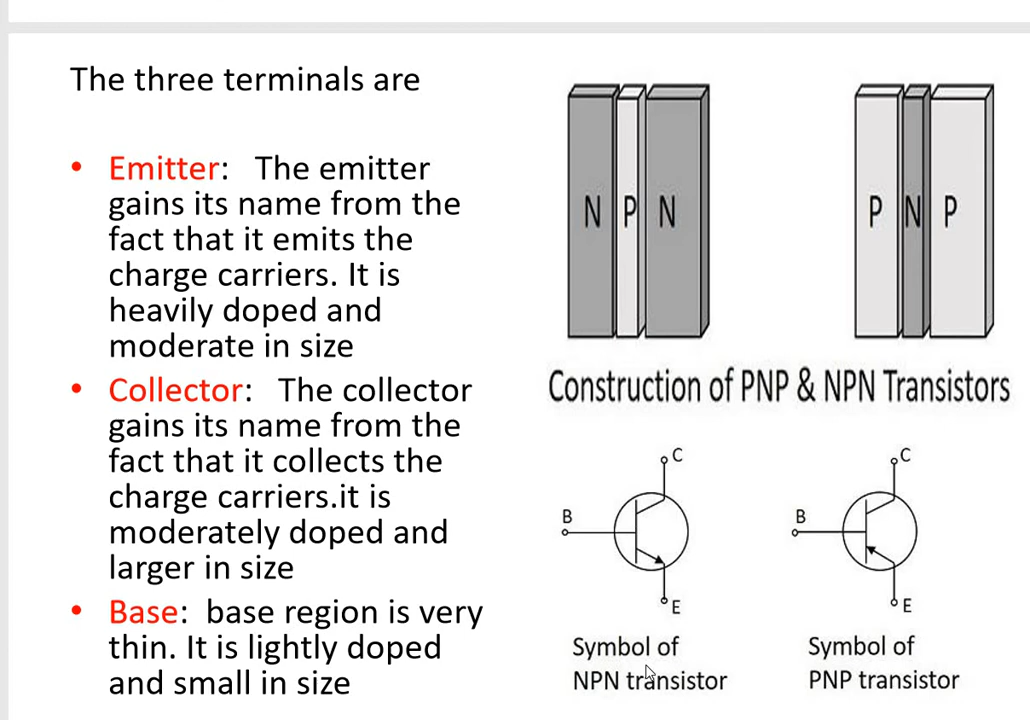 The three terminals are
• Emitter: The emitter
gains its name from the
fact that it emits the
charge carriers. It is
heavily doped and
moderate in size
• Collector: The collector
gains its name from the
fact that it collects the
charge carriers.it is
moderately doped and
larger in size
• Base: base region is very
thin. It is lightly doped
and small in size
N P N
P N P
Construction of PNP & NPN Transistors
C
B
E
Symbol of
NPN transistor
C
B
E
Symbol of
PNP transistor